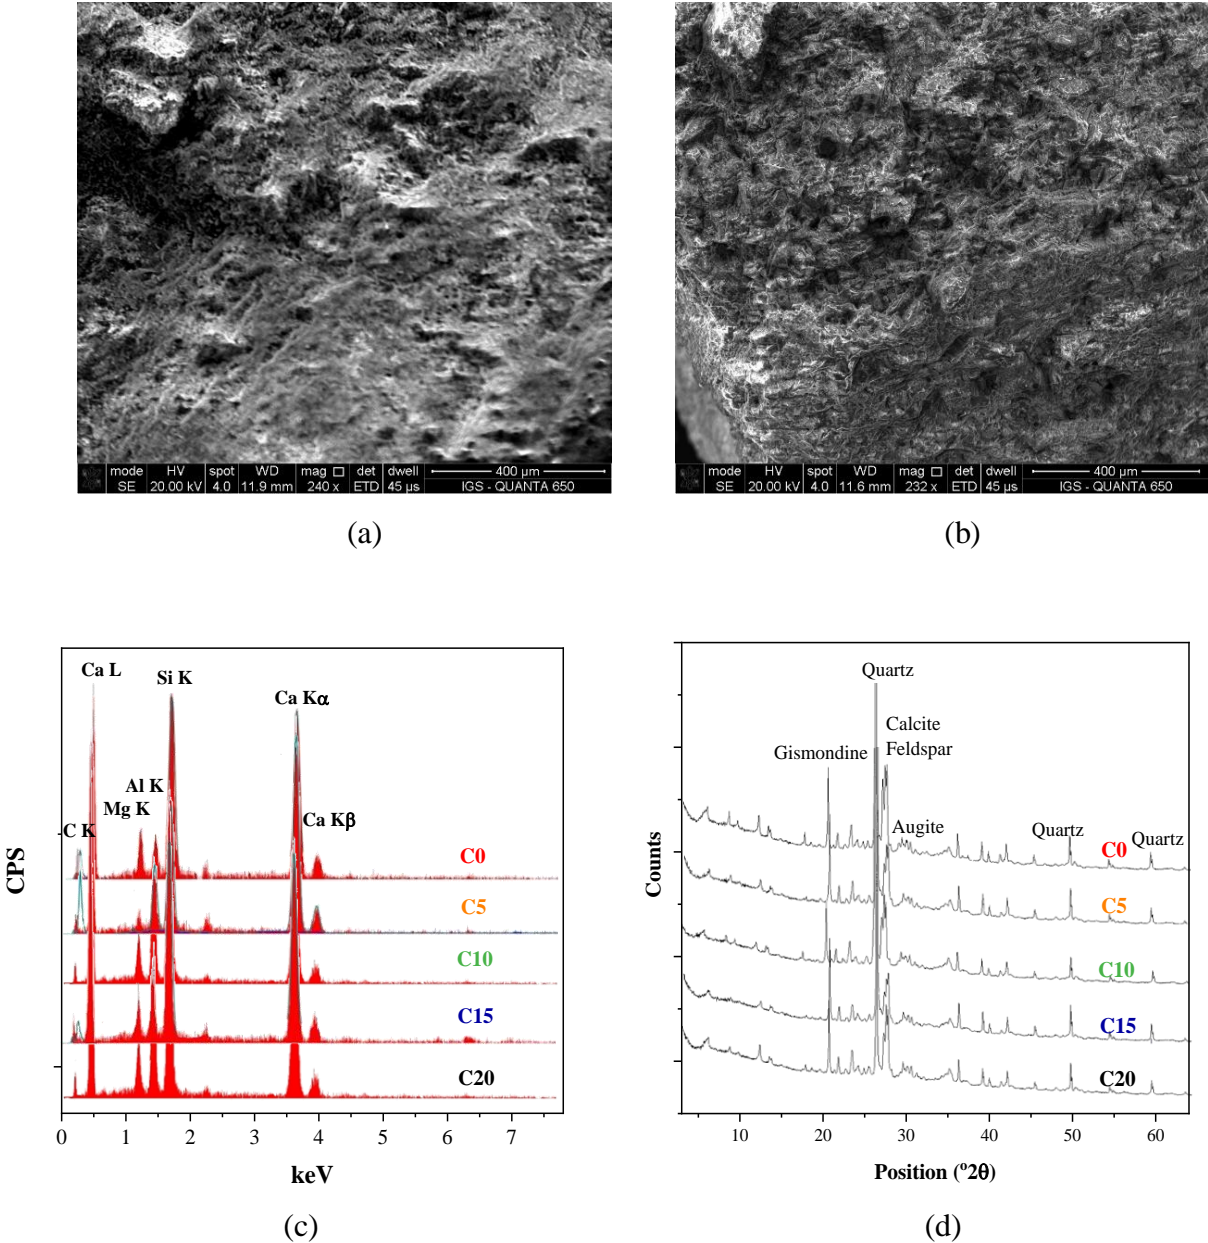 mode HV spot WD mag det dwell 400 µm
SE 20.00 kV 4.0 11.9 mm 240 x ETD 45 µs IGS - QUANTA 650
mode HV spot WD mag det dwell 400 µm
SE 20.00 kV 4.0 11.6 mm 232 x ETD 45 µs IGS - QUANTA 650
(a)
(b)
Ca L
Si K
Ca Kα
Al K
Mg K
C K
Ca Kβ
C0
C5
C10
C15
C20
CPS
0 1 2 3 4 5 6 7
keV
(c)
Quartz
Calcite
Feldspar
Gismondine
Augite
Quartz
Quartz
C0
C5
C10
C15
C20
Counts
10 20 30 40 50 60
Position (°2θ)
(d)